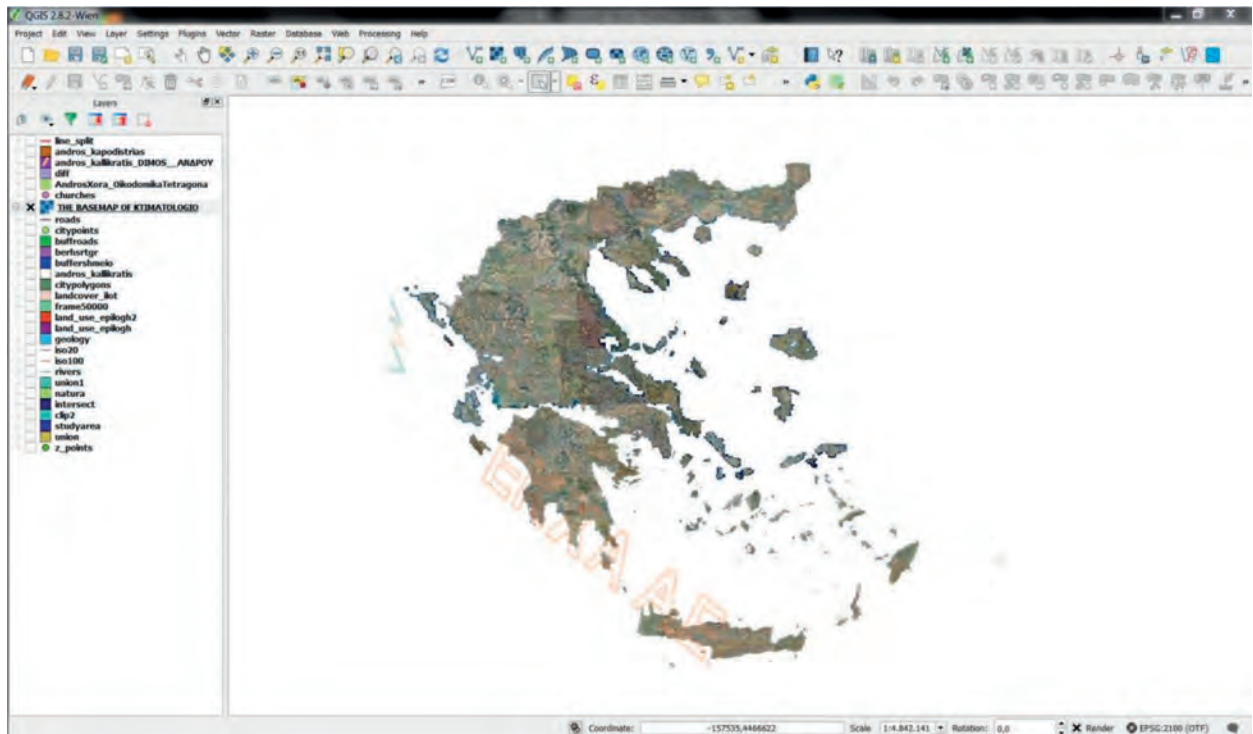 QGIS 2.8.2-Wien
Project Edit View Layer Settings Plugins Vector Raster Database Web Processing Help
Layers
line_split
andros_kapodistrias
andros_kallikratis_DIMOS__ΑΝΔΡΟΥ
diff
AndrosXora_OikodomikaTetragona
churches
THE BASEMAP OF KTIMATOLOGIO
roads
citypoints
buffroads
berhsrtgr
buffershmeio
andros_kallikratis
citypolygons
landcover_ilot
frame50000
land_use_epilogh2
land_use_epilogh
geology
iso20
iso100
rivers
union1
natura
intersect
clip2
studyarea
union
z_points
ΕΛΛΑΣ
Coordinate: -157535,4466622 Scale 1:4.842.141 Rotation: 0,0 Render EPSG:2100 (OTF)